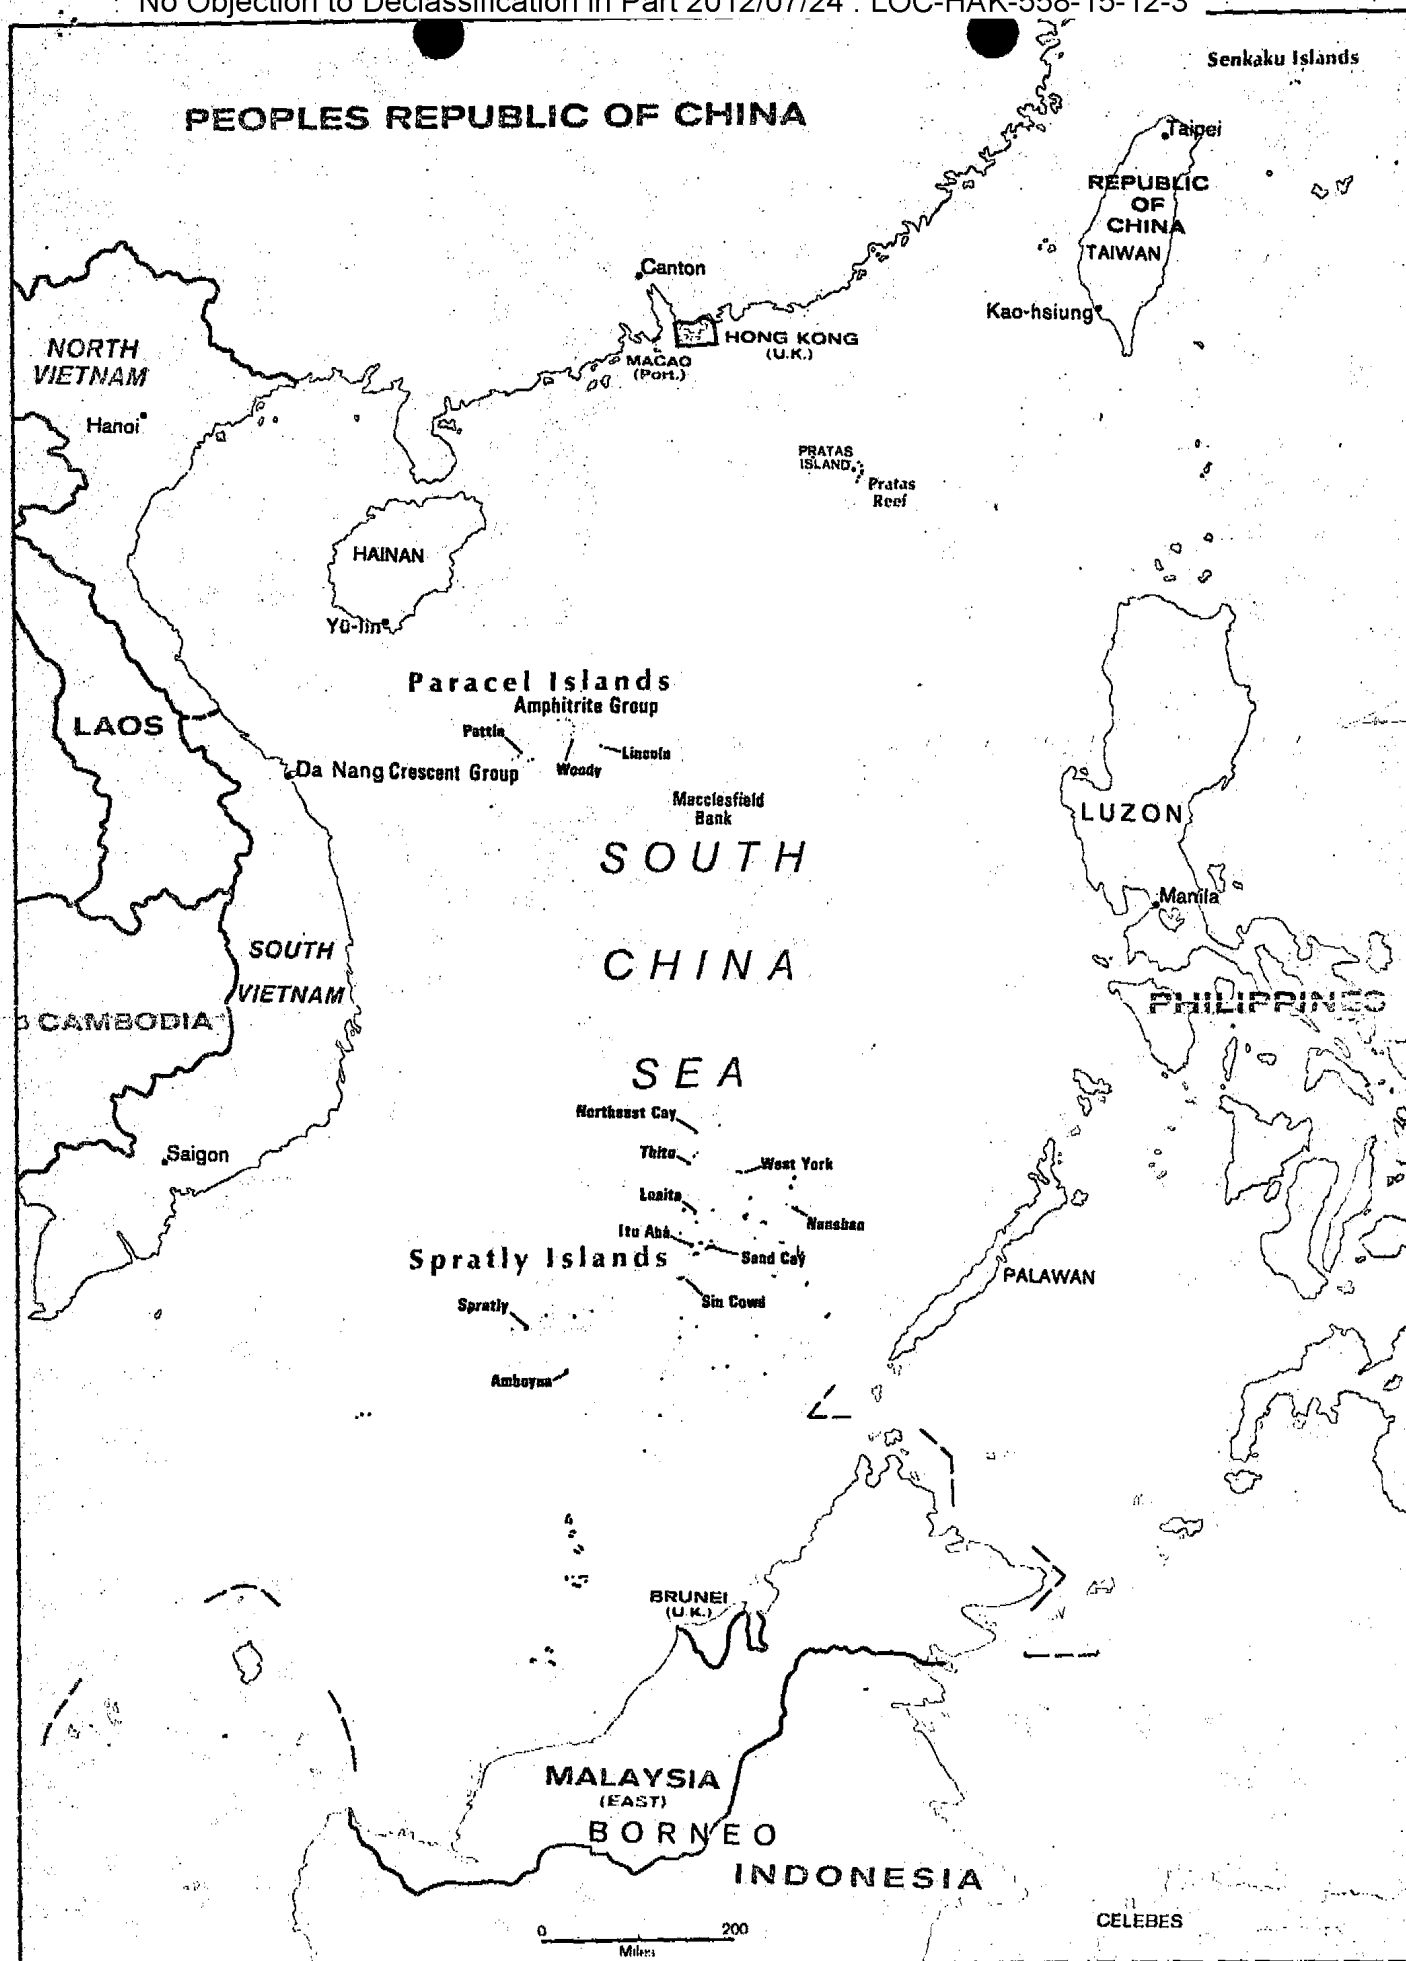 No Objection to Declassification in Part 2012/07/24 : LOC-HAK-558-15-12-3
Senkaku Islands
PEOPLES REPUBLIC OF CHINA
Taipei
REPUBLIC
OF
CHINA
TAIWAN
Canton
Kao-hsiung
HONG KONG
(U.K.)
MACAO
(Port.)
NORTH
VIETNAM
Hanoi
PRATAS
ISLAND
Pratas
Reef
HAINAN
Yü-lin
Paracel Islands
Amphitrite Group
Pattle
LAOS
Lincoln
Woody
Da Nang
Crescent Group
Macclesfield
Bank
LUZON
SOUTH
CHINA
SEA
Manila
SOUTH
VIETNAM
PHILIPPINES
CAMBODIA
Northeast Cay
Thitu
West York
Saigon
Loaita
Nanshan
Itu Aba
Sand Cay
Spratly Islands
PALAWAN
Sin Cowe
Spratly
Amboyna
BRUNEI
(U.K.)
MALAYSIA
(EAST)
BORNEO
INDONESIA
CELEBES
0 200
Miles